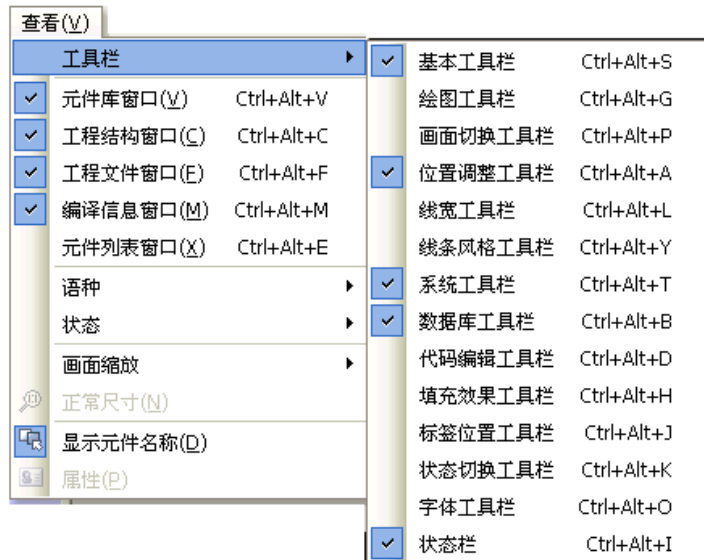 查看(V)
工具栏
元件库窗口(V) Ctrl+Alt+V
工程结构窗口(C) Ctrl+Alt+C
工程文件窗口(F) Ctrl+Alt+F
编译信息窗口(M) Ctrl+Alt+M
元件列表窗口(X) Ctrl+Alt+E
语种
状态
画面缩放
正常尺寸(N)
显示元件名称(D)
属性(P)
基本工具栏 Ctrl+Alt+S
绘图工具栏 Ctrl+Alt+G
画面切换工具栏 Ctrl+Alt+P
位置调整工具栏 Ctrl+Alt+A
线宽工具栏 Ctrl+Alt+L
线条风格工具栏 Ctrl+Alt+Y
系统工具栏 Ctrl+Alt+T
数据库工具栏 Ctrl+Alt+B
代码编辑工具栏 Ctrl+Alt+D
填充效果工具栏 Ctrl+Alt+H
标签位置工具栏 Ctrl+Alt+J
状态切换工具栏 Ctrl+Alt+K
字体工具栏 Ctrl+Alt+O
状态栏 Ctrl+Alt+I